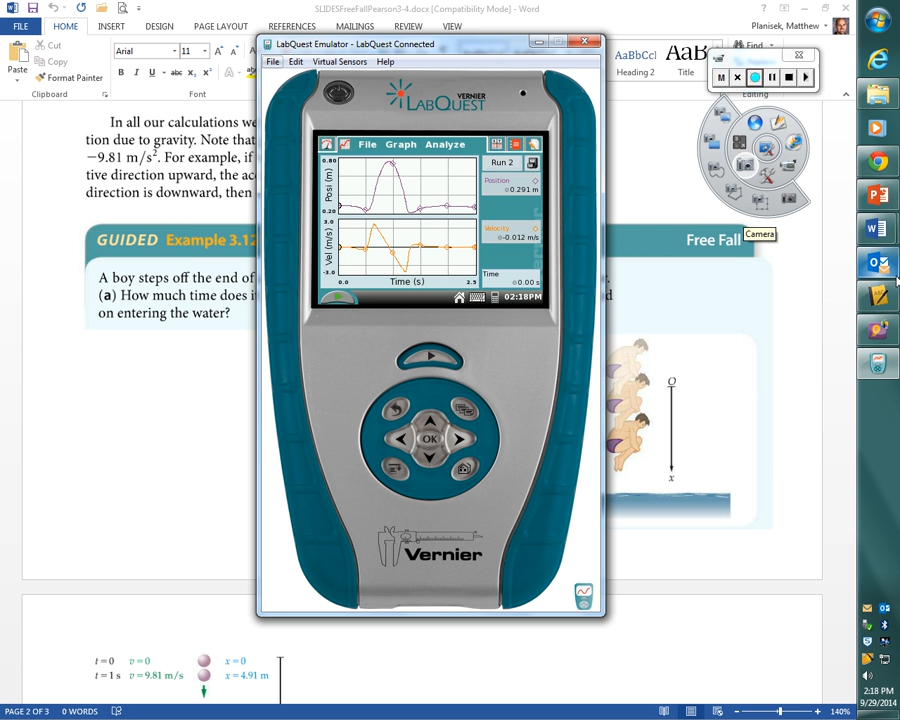 SLIDESFreeFallPearson3-4.docx [Compatibility Mode] - Word
FILE HOME INSERT DESIGN PAGE LAYOUT REFERENCES MAILINGS REVIEW
Planisek, Matthew
Cut
Copy
Format Painter
Paste
Clipboard
Arial 11
B I U abc x₂ x²
Font
AaBbCcl AaB
Heading 2 Title
Find
Editing
M
Camera
LabQuest Emulator - LabQuest Connected
File Edit Virtual Sensors Help
VERNIER
LABQUEST
File Graph Analyze
Run 2
Position
0.291 m
Velocity
-0.012 m/s
Time
0.00 s
0.80
Posi (m)
0.20
3.0
Vel (m/s)
-3.0
0.0 Time (s) 2.5
02:18PM
OK
Vernier
In all our calculations we
tion due to gravity. Note that
−9.81 m/s². For example, if
tive direction upward, the acc
direction is downward, then
GUIDED Example 3.12
Free Fall
A boy steps off the end of
(a) How much time does i
on entering the water?
O
x
t = 0 v = 0 x = 0
t = 1 s v = 9.81 m/s x = 4.91 m
PAGE 2 OF 3 0 WORDS
140%
2:18 PM
9/29/2014